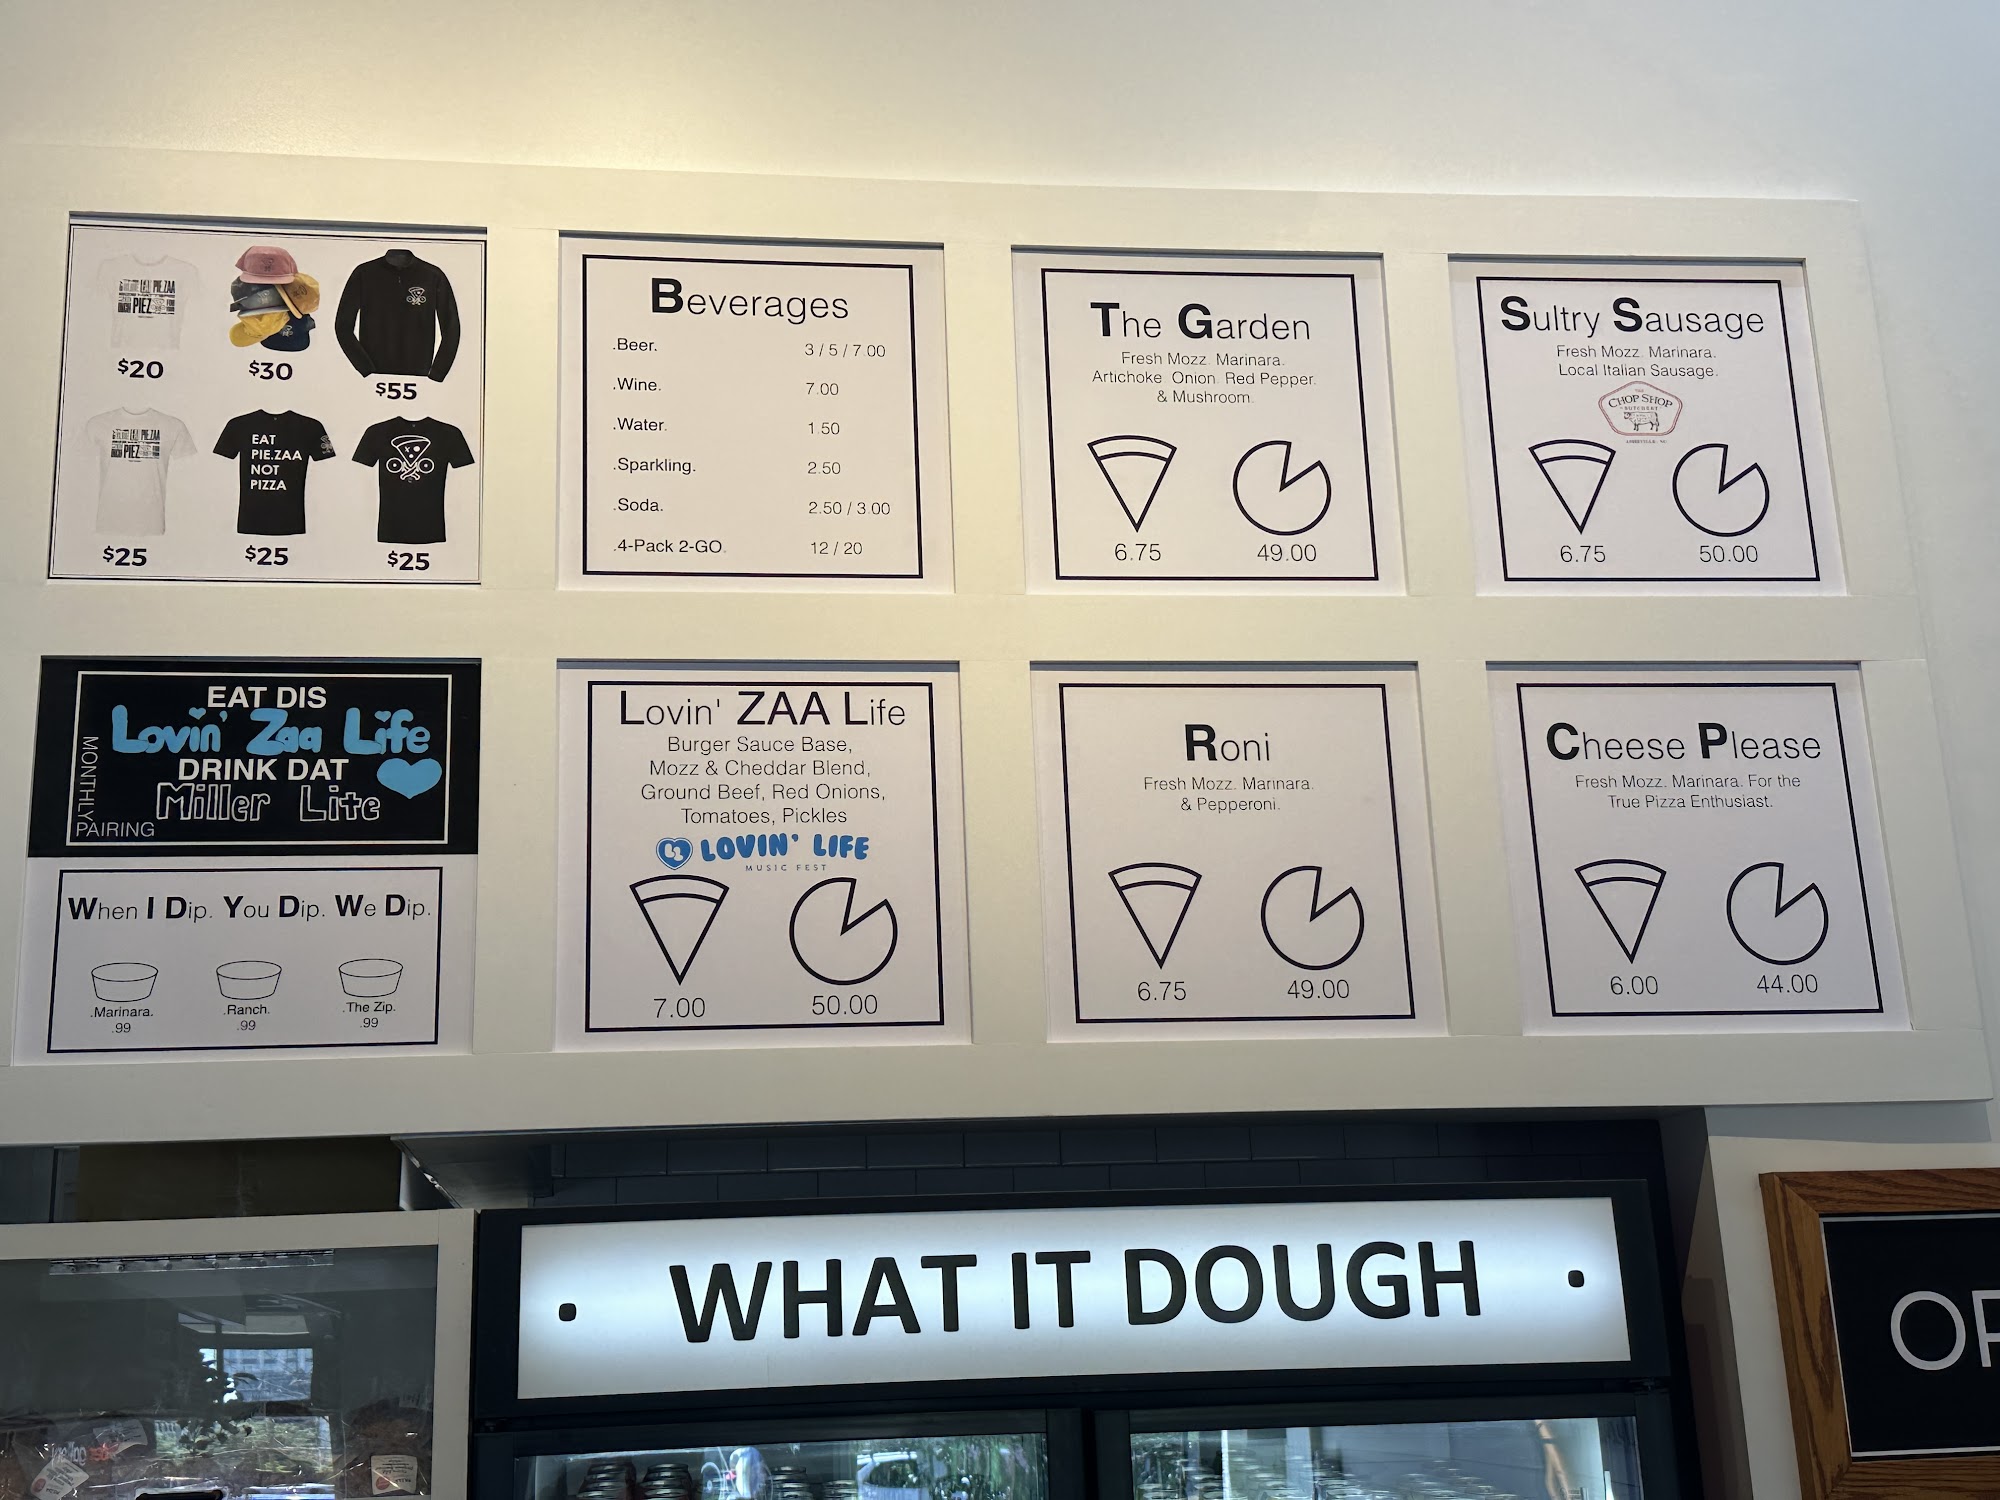 $20
$30
$55
EAT
PIE.ZAA
NOT
PIZZA
$25
$25
$25
Beverages
.Beer. 3 / 5 / 7.00
.Wine. 7.00
.Water. 1.50
.Sparkling. 2.50
.Soda. 2.50 / 3.00
.4-Pack 2-GO. 12 / 20
The Garden
Fresh Mozz. Marinara.
Artichoke. Onion. Red Pepper.
& Mushroom.
6.75 49.00
Sultry Sausage
Fresh Mozz. Marinara.
Local Italian Sausage.
THE
CHOP SHOP
BUTCHERY
ASHEVILLE NC
6.75 50.00
EAT DIS
Lovin' Zaa Life
DRINK DAT
Miller Lite
MONTHLY
PAIRING
When I Dip. You Dip. We Dip.
.Marinara. .Ranch. .The Zip.
.99 .99 .99
Lovin' ZAA Life
Burger Sauce Base,
Mozz & Cheddar Blend,
Ground Beef, Red Onions,
Tomatoes, Pickles
LOVIN' LIFE
MUSIC FEST
7.00 50.00
Roni
Fresh Mozz. Marinara.
& Pepperoni.
6.75 49.00
Cheese Please
Fresh Mozz. Marinara. For the
True Pizza Enthusiast.
6.00 44.00
• WHAT IT DOUGH •